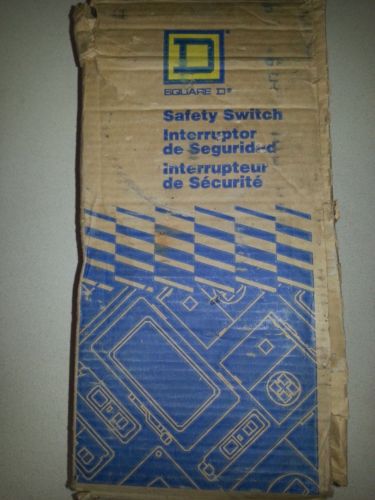 D
SQUARE D®
Safety Switch
Interruptor
de Seguridad
Interrupteur
de Sécurité